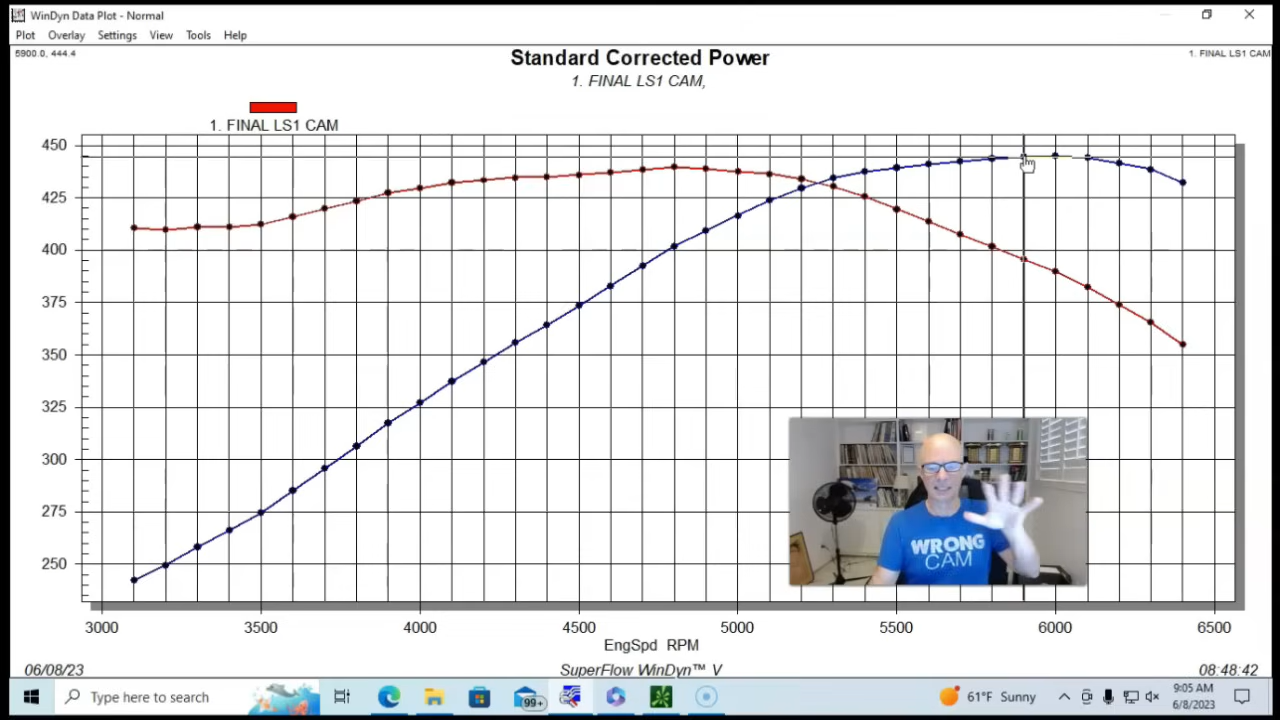 WinDyn Data Plot - Normal
Plot Overlay Settings View Tools Help
5900.0, 444.4
1. FINAL LS1 CAM
Standard Corrected Power
1. FINAL LS1 CAM,
1. FINAL LS1 CAM
450
425
400
375
350
325
300
275
250
3000 3500 4000 4500 5000 5500 6000 6500
EngSpd RPM
WRONG
CAM
06/08/23 SuperFlow WinDyn™ V 08:48:42
Type here to search
99+
61°F Sunny
9:05 AM
6/8/2023